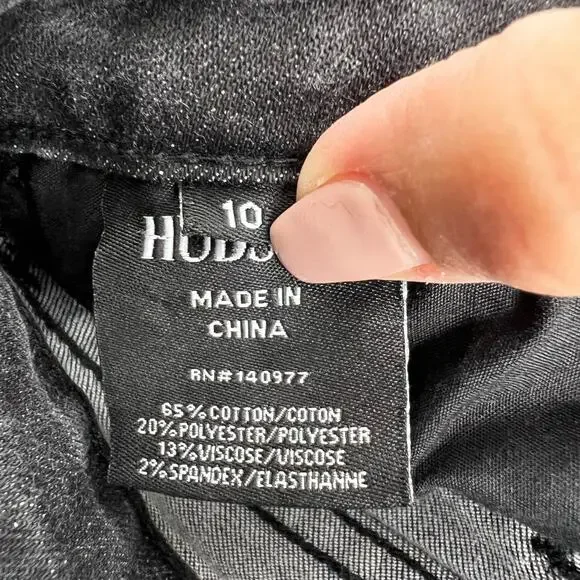 10
MADE IN
CHINA
RN#140977
65%COTTON/COTON
20%POLYESTER/POLYESTER
13%VISCOSE/VISCOSE
2%SPANDEX/ELASTHANNE